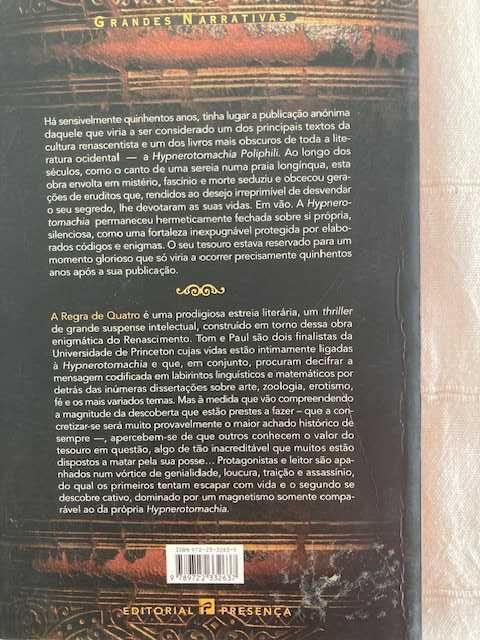 GRANDES NARRATIVAS
Há sensivelmente quinhentos anos, tinha lugar a publicação anónima
daquele que viria a ser considerado um dos principais textos da
cultura renascentista e um dos livros mais obscuros de toda a lite-
ratura ocidental — a Hypnerotomachia Poliphili. Ao longo dos
séculos, como o canto de uma sereia numa praia longínqua, esta
obra envolta em mistério, fascínio e morte seduziu e obcecou gera-
ções de eruditos que, rendidos ao desejo irreprimível de desvendar
o seu segredo, lhe devotaram as suas vidas. Em vão. A Hypnero-
tomachia permaneceu hermeticamente fechada sobre si própria,
silenciosa, como uma fortaleza inexpugnável protegida por elabo-
rados códigos e enigmas. O seu tesouro estava reservado para um
momento glorioso que só viria a ocorrer precisamente quinhentos
anos após a sua publicação.
A Regra de Quatro é uma prodigiosa estreia literária, um thriller
de grande suspense intelectual, construído em torno dessa obra
enigmática do Renascimento. Tom e Paul são dois finalistas da
Universidade de Princeton cujas vidas estão intimamente ligadas
à Hypnerotomachia e que, em conjunto, procuram decifrar a
mensagem codificada em labirintos linguísticos e matemáticos por
detrás das inúmeras dissertações sobre arte, zoologia, erotismo,
fé e os mais variados temas. Mas à medida que vão compreendendo
a magnitude da descoberta que estão prestes a fazer – que a con-
cretizar-se será muito provavelmente o maior achado histórico de
sempre —, apercebem-se de que outros conhecem o valor do
tesouro em questão, algo de tão inacreditável que muitos estão
dispostos a matar pela sua posse... Protagonistas e leitor são apa-
nhados num vórtice de genialidade, loucura, traição e assassínio,
do qual os primeiros tentam escapar com vida e o segundo se
descobre cativo, dominado por um magnetismo somente compa-
rável ao da própria Hypnerotomachia.
ISBN 972-23-3263-9
9 789722 332637
EDITORIAL PRESENÇA